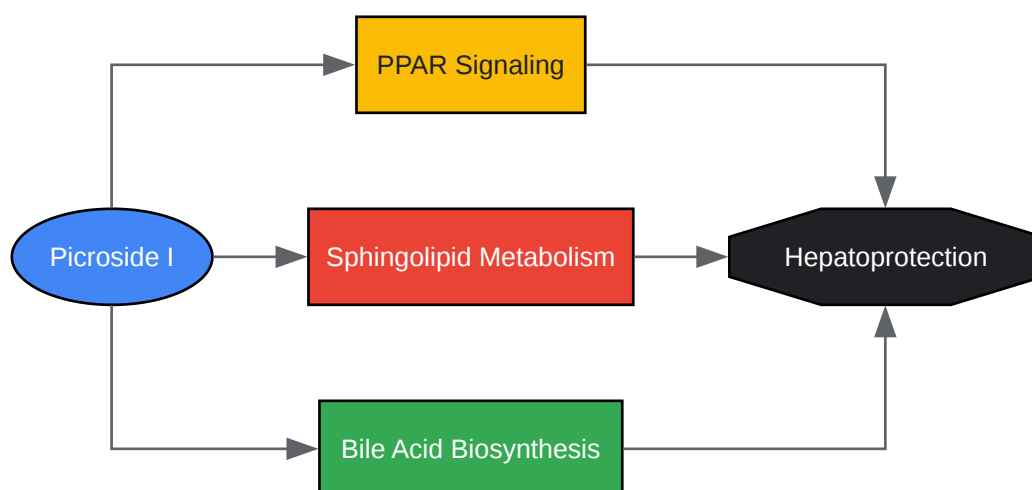 PPAR Signaling
Picroside I
Sphingolipid Metabolism
Hepatoprotection
Bile Acid Biosynthesis